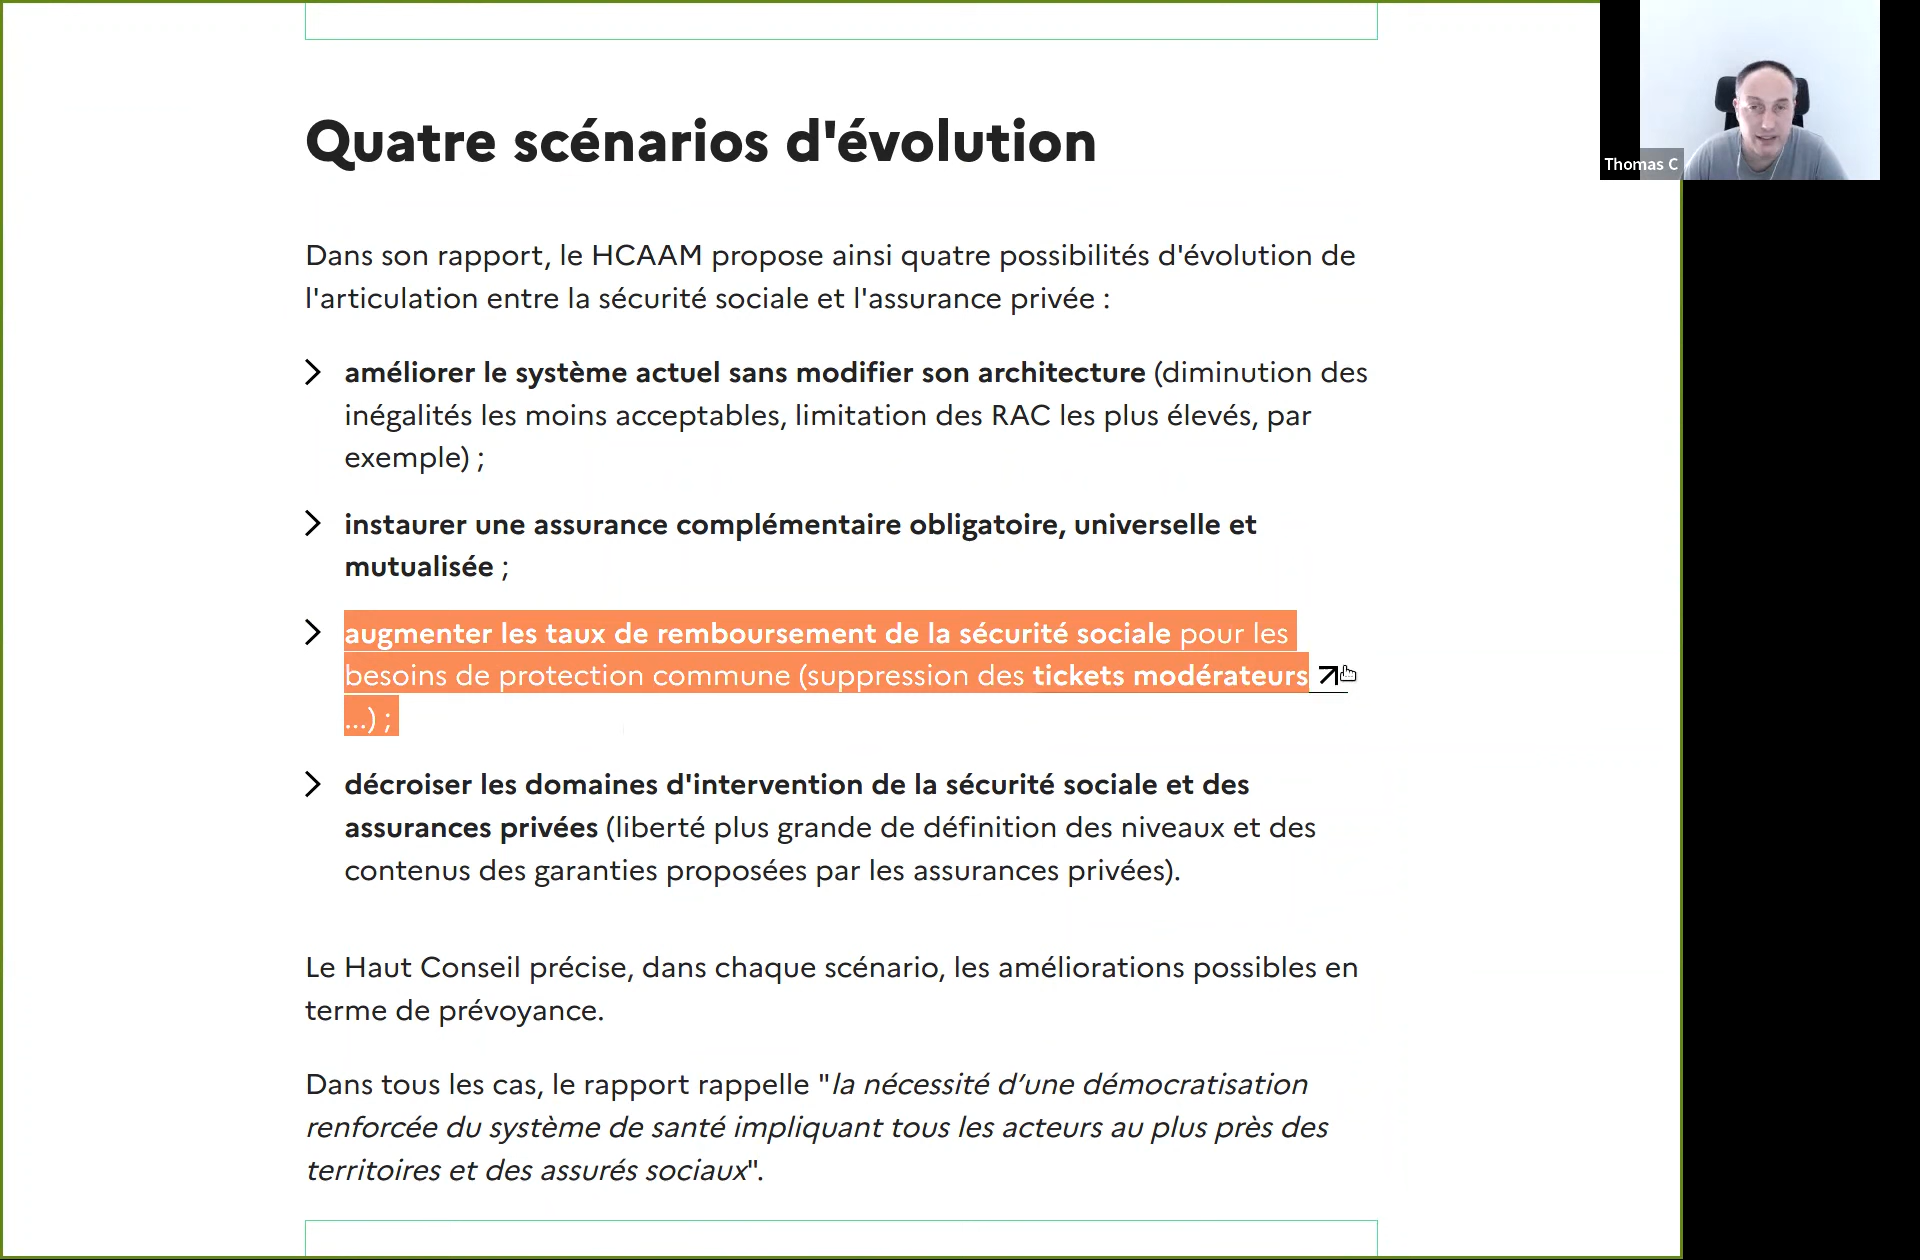 Quatre scénarios d'évolution
Thomas C
Dans son rapport, le HCAAM propose ainsi quatre possibilités d'évolution de
l'articulation entre la sécurité sociale et l'assurance privée :
améliorer le système actuel sans modifier son architecture (diminution des
inégalités les moins acceptables, limitation des RAC les plus élevés, par
exemple) ;
instaurer une assurance complémentaire obligatoire, universelle et
mutualisée ;
augmenter les taux de remboursement de la sécurité sociale pour les
besoins de protection commune (suppression des tickets modérateurs
...) ;
décroiser les domaines d'intervention de la sécurité sociale et des
assurances privées (liberté plus grande de définition des niveaux et des
contenus des garanties proposées par les assurances privées).
Le Haut Conseil précise, dans chaque scénario, les améliorations possibles en
terme de prévoyance.
Dans tous les cas, le rapport rappelle "la nécessité d’une démocratisation
renforcée du système de santé impliquant tous les acteurs au plus près des
territoires et des assurés sociaux".